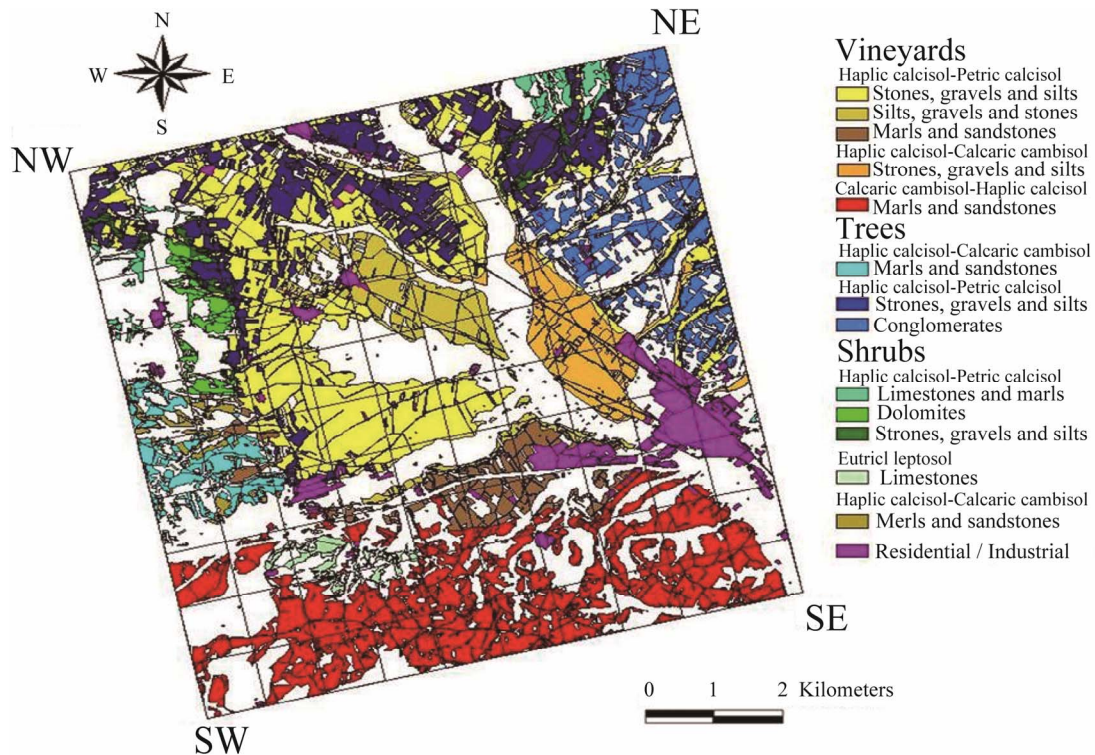 N
W E
S
NE
NW
SE
SW
0 1 2 Kilometers
Vineyards
Haplic calcisol-Petric calcisol
Stones, gravels and silts
Silts, gravels and stones
Marls and sandstones
Haplic calcisol-Calcaric cambisol
Strones, gravels and silts
Calcaric cambisol-Haplic calcisol
Marls and sandstones
Trees
Haplic calcisol-Calcaric cambisol
Marls and sandstones
Haplic calcisol-Petric calcisol
Strones, gravels and silts
Conglomerates
Shrubs
Haplic calcisol-Petric calcisol
Limestones and marls
Dolomites
Strones, gravels and silts
Eutricl leptosol
Limestones
Haplic calcisol-Calcaric cambisol
Merls and sandstones
Residential / Industrial